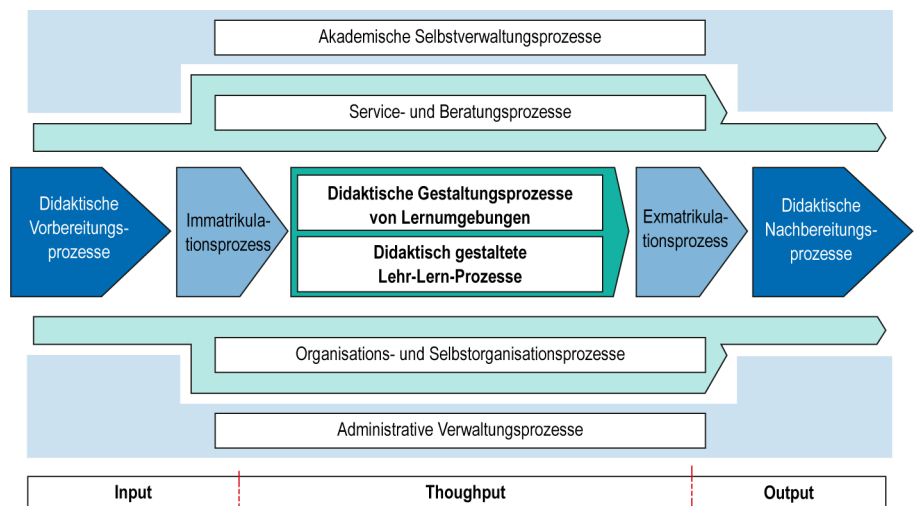 Akademische Selbstverwaltungsprozesse
Service- und Beratungsprozesse
Didaktische
Vorbereitungs-
prozesse
Immatrikula-
tionsprozess
Didaktische Gestaltungsprozesse
von Lernumgebungen
Didaktisch gestaltete
Lehr-Lern-Prozesse
Exmatrikula-
tionsprozess
Didaktische
Nachbereitungs-
prozesse
Organisations- und Selbstorganisationsprozesse
Administrative Verwaltungsprozesse
Input
Thoughput
Output